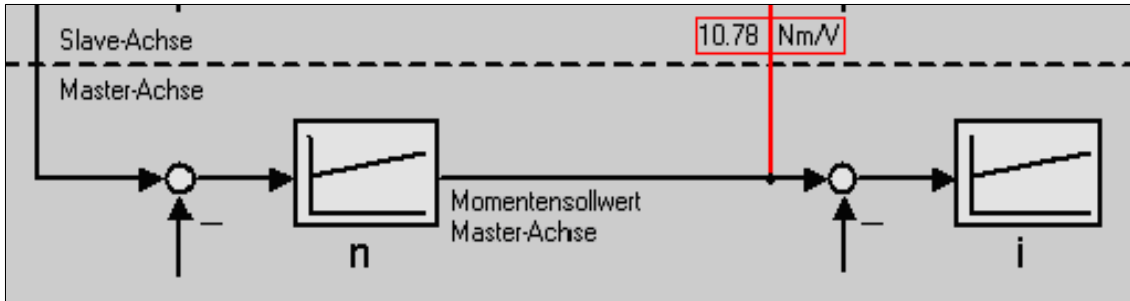 10.78 Nm/V
Slave-Achse
Master-Achse
Momentensollwert
Master-Achse
n
i